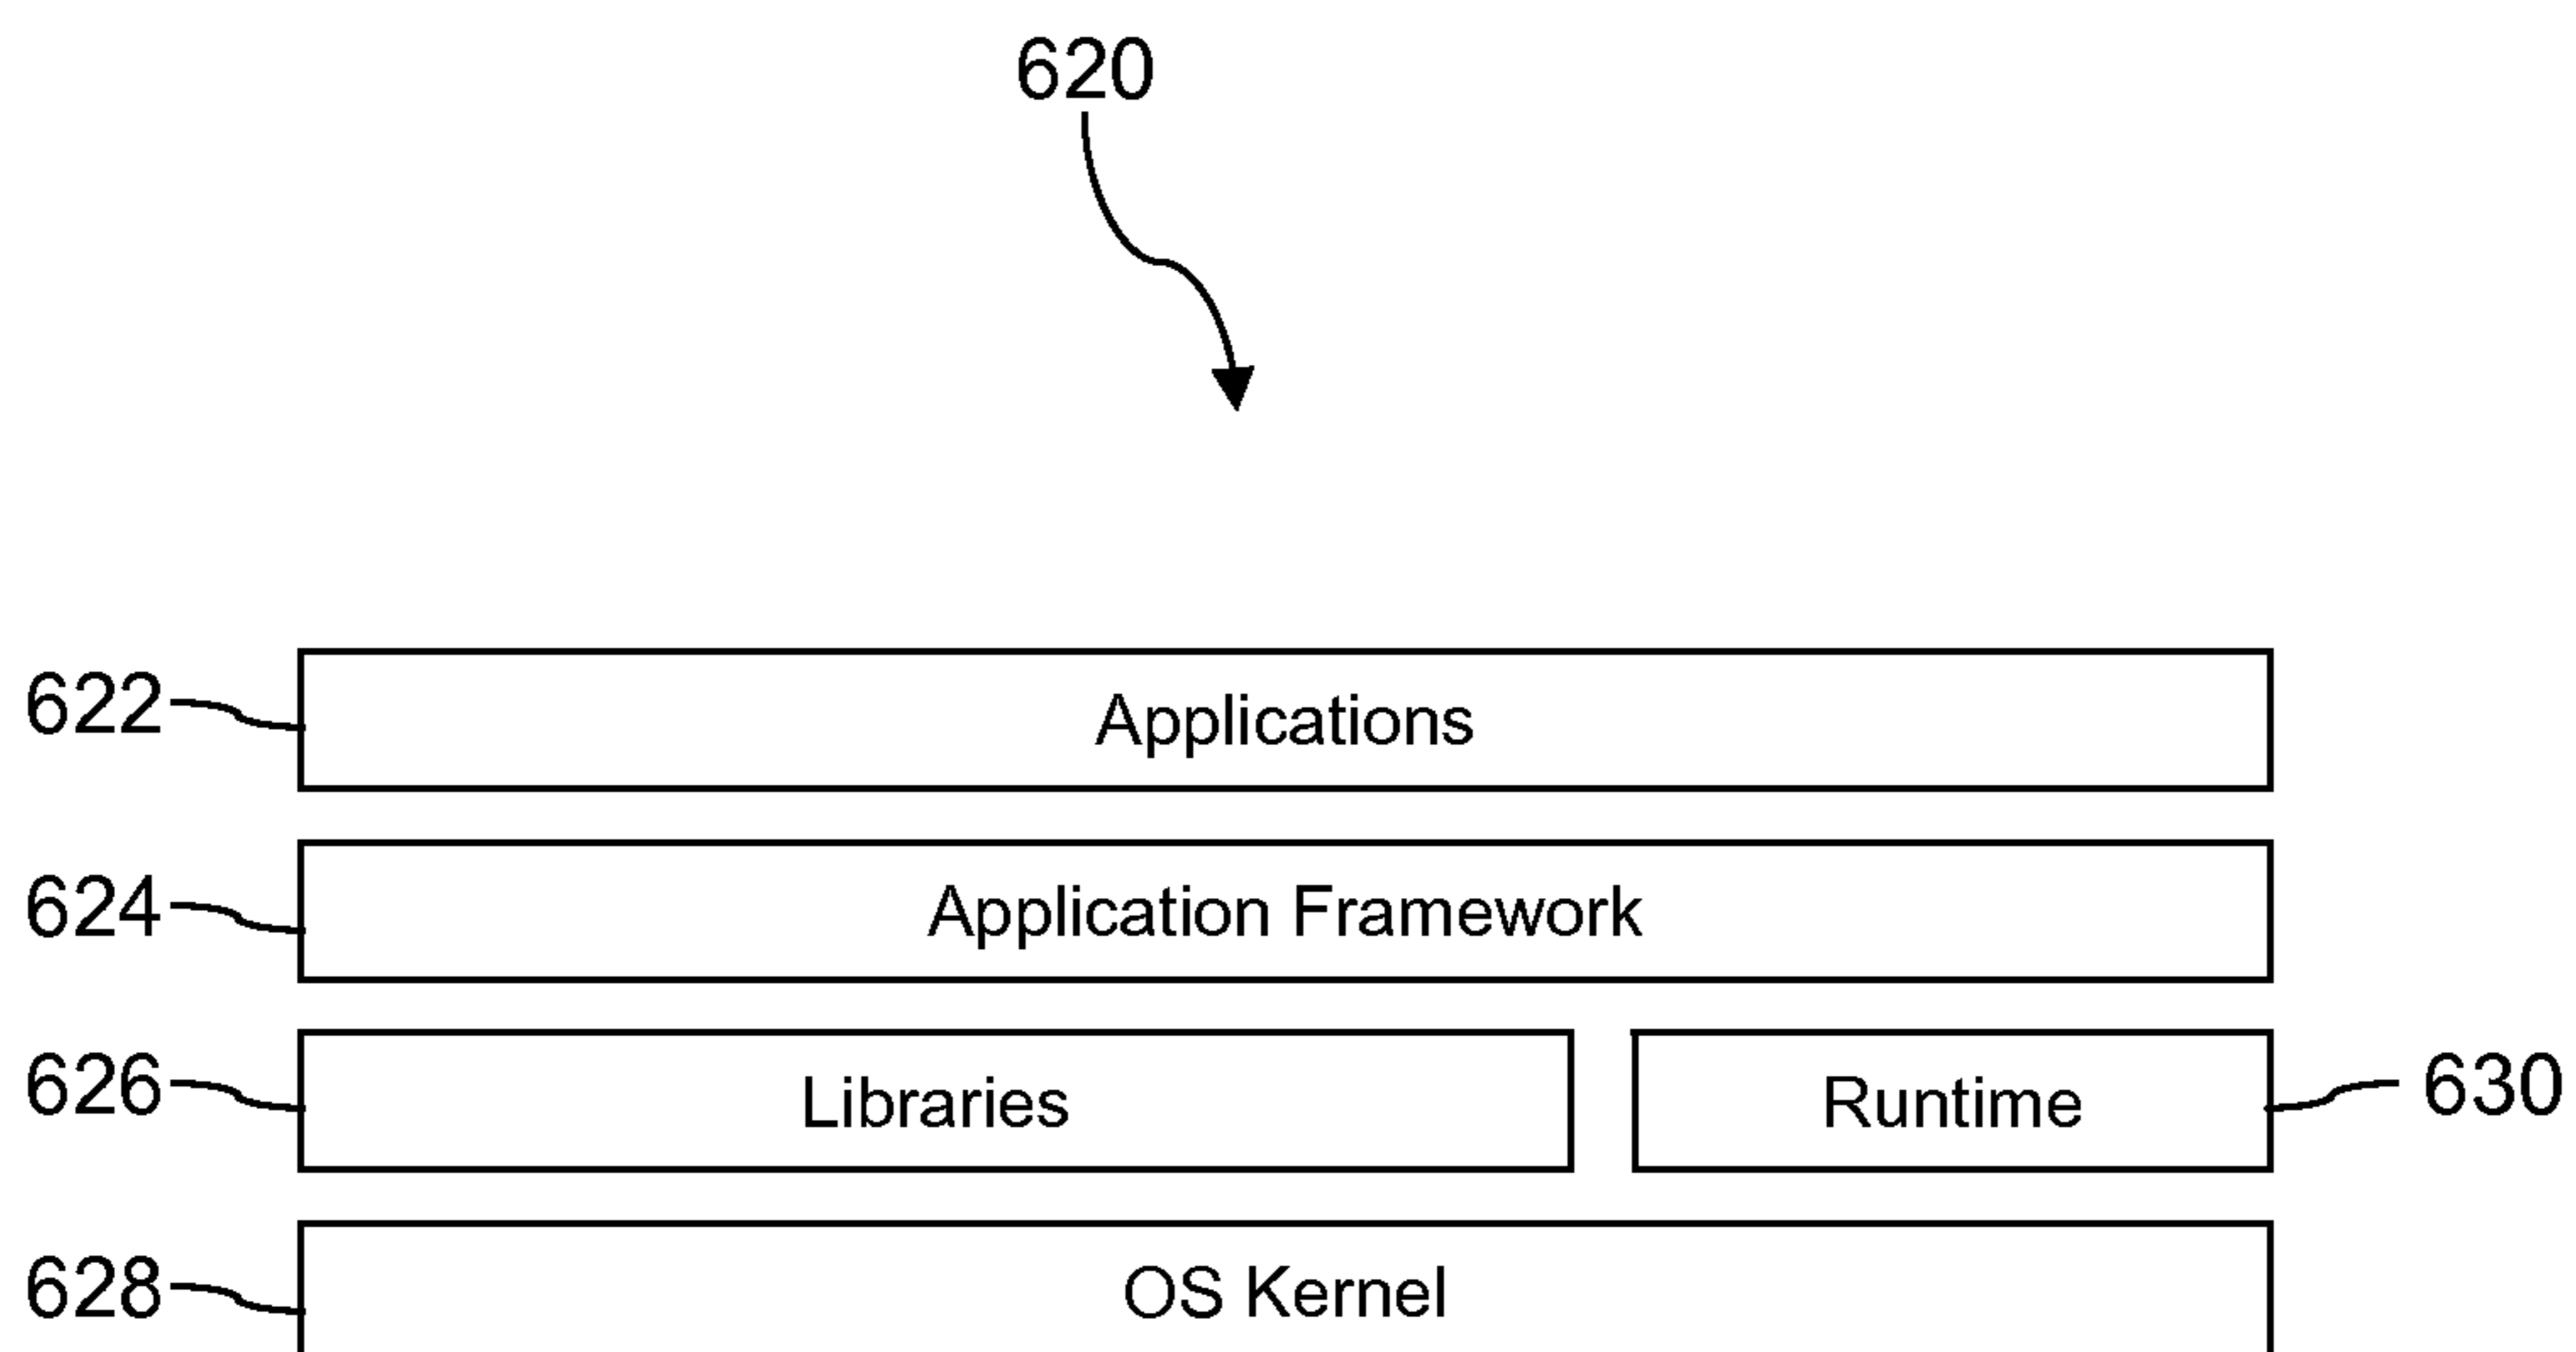 620
622 Applications
624 Application Framework
626 Libraries Runtime 630
628 OS Kernel